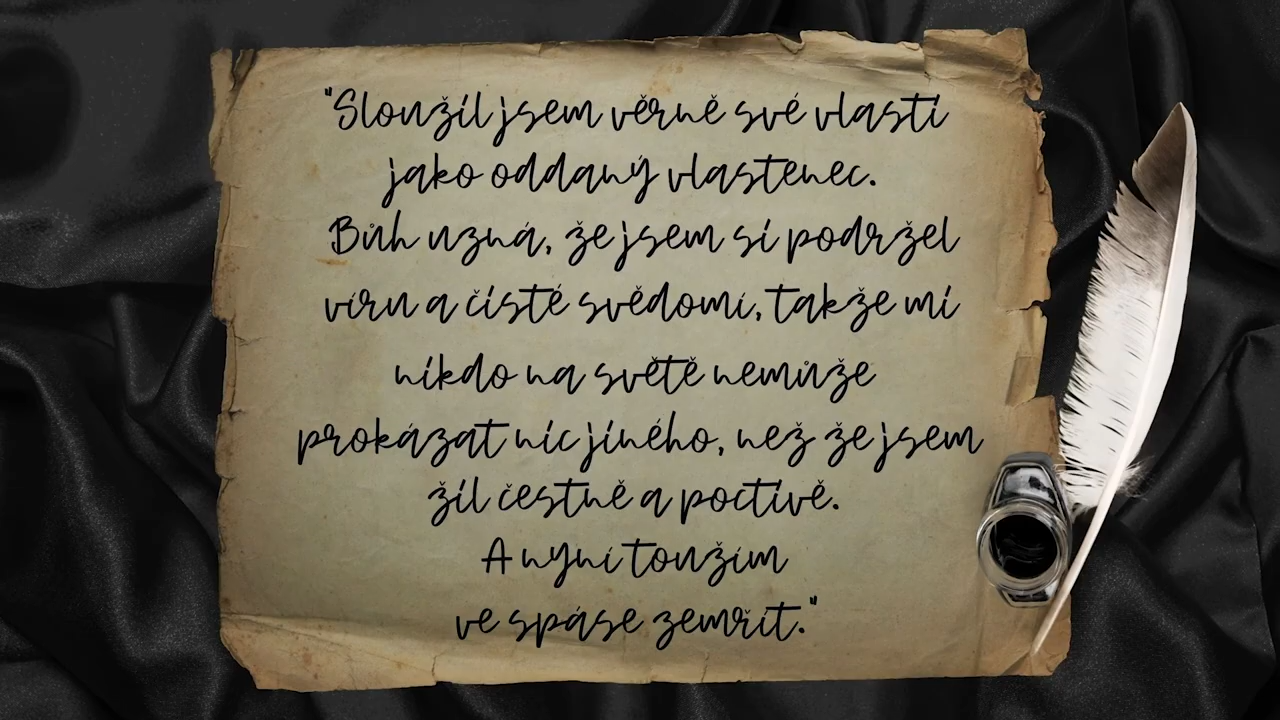 "Sloužil jsem věrně své vlasti
jako oddaný vlastenec.
Bůh uzná, že jsem si podržel
víru a čisté svědomí, takže mi
nikdo na světě nemůže
prokázat nic jiného, než že jsem
žil čestně a poctivě.
A nyní toužím
ve spáse zemřít."